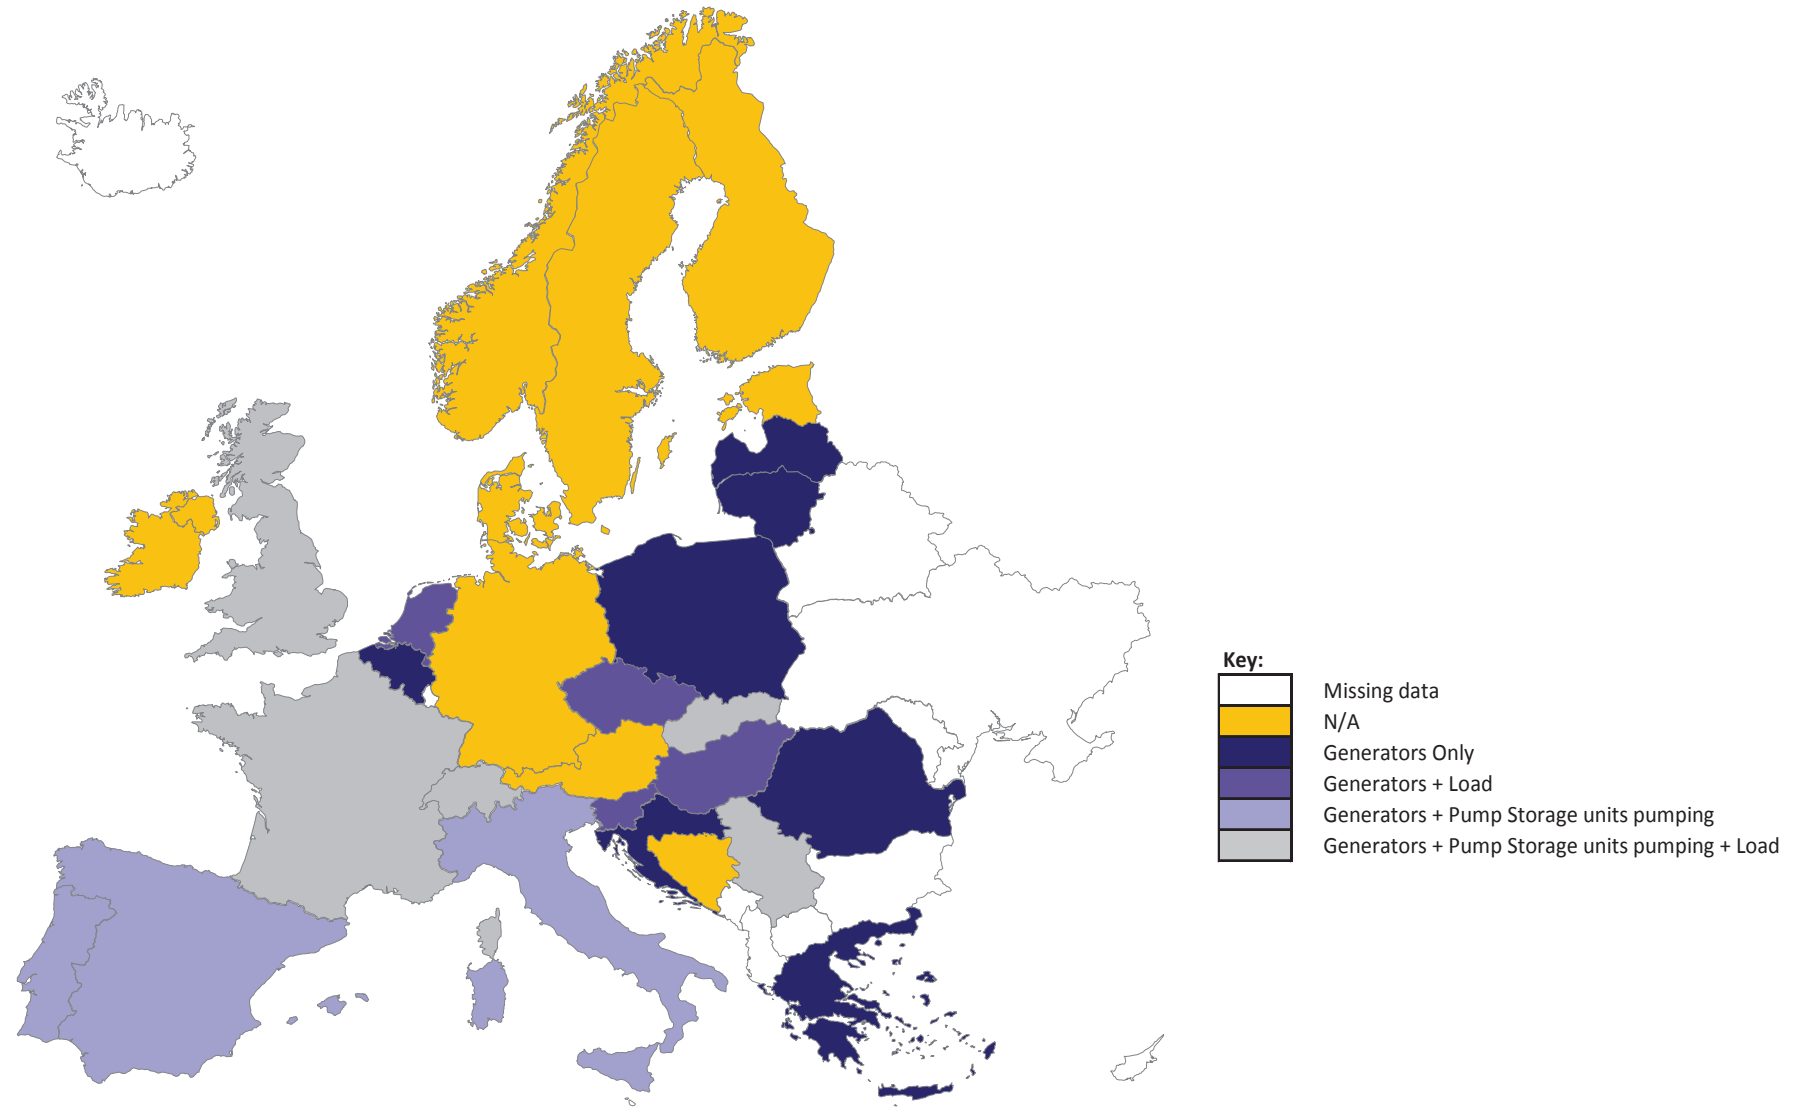 Key:
Missing data
N/A
Generators Only
Generators + Load
Generators + Pump Storage units pumping
Generators + Pump Storage units pumping + Load